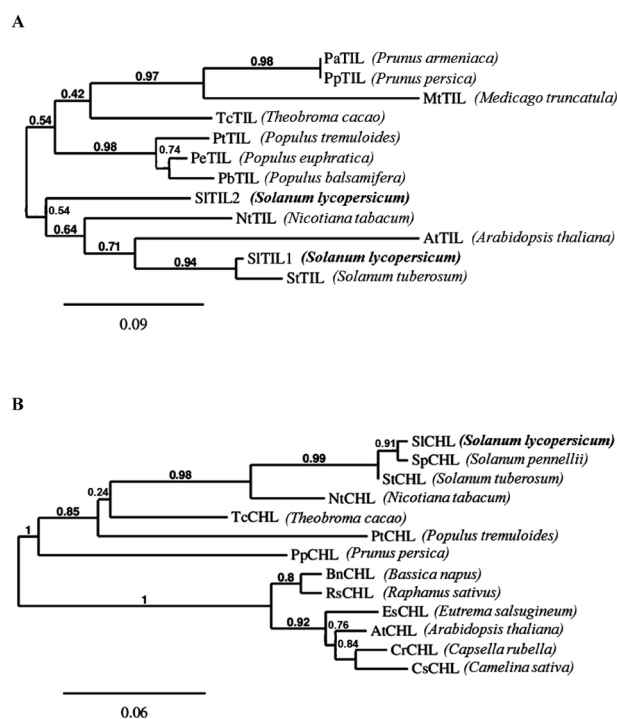 A
0.98 PaTIL (Prunus armeniaca)
0.97 PpTIL (Prunus persica)
0.42 MtTIL (Medicago truncatula)
TcTIL (Theobroma cacao)
0.54 PtTIL (Populus tremuloides)
0.98 0.74 PeTIL (Populus euphratica)
PbTIL (Populus balsamifera)
SlTIL2 (Solanum lycopersicum)
0.54 NtTIL (Nicotiana tabacum)
0.64 AtTIL (Arabidopsis thaliana)
0.71 SlTIL1 (Solanum lycopersicum)
0.94 StTIL (Solanum tuberosum)
0.09
B
0.91 SlCHL (Solanum lycopersicum)
0.99 SpCHL (Solanum pennellii)
0.98 StCHL (Solanum tuberosum)
0.24 NtCHL (Nicotiana tabacum)
0.85 TcCHL (Theobroma cacao)
1 PtCHL (Populus tremuloides)
PpCHL (Prunus persica)
0.8 BnCHL (Bassica napus)
1 RsCHL (Raphanus sativus)
EsCHL (Eutrema salsugineum)
0.92 0.76 AtCHL (Arabidopsis thaliana)
0.84 CrCHL (Capsella rubella)
CsCHL (Camelina sativa)
0.06